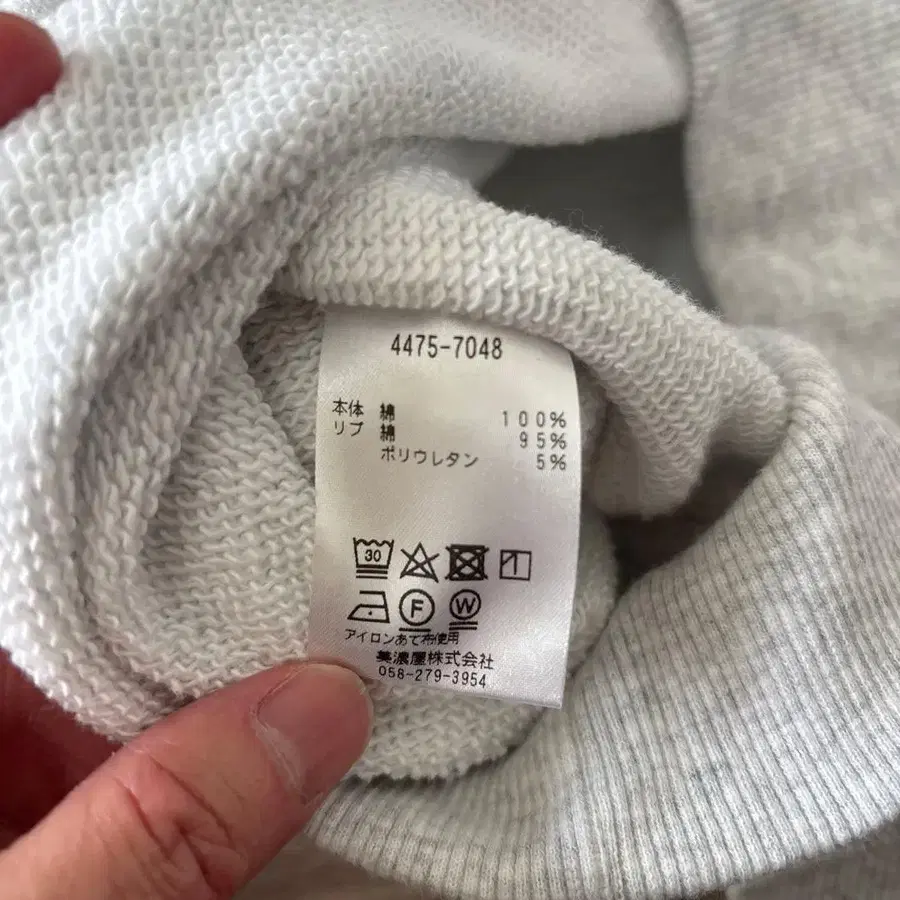 4475-7048
本体 綿 100%
リブ 綿 95%
ポリウレタン 5%
30
F W
アイロンあて布使用
美濃屋株式会社
058-279-3954